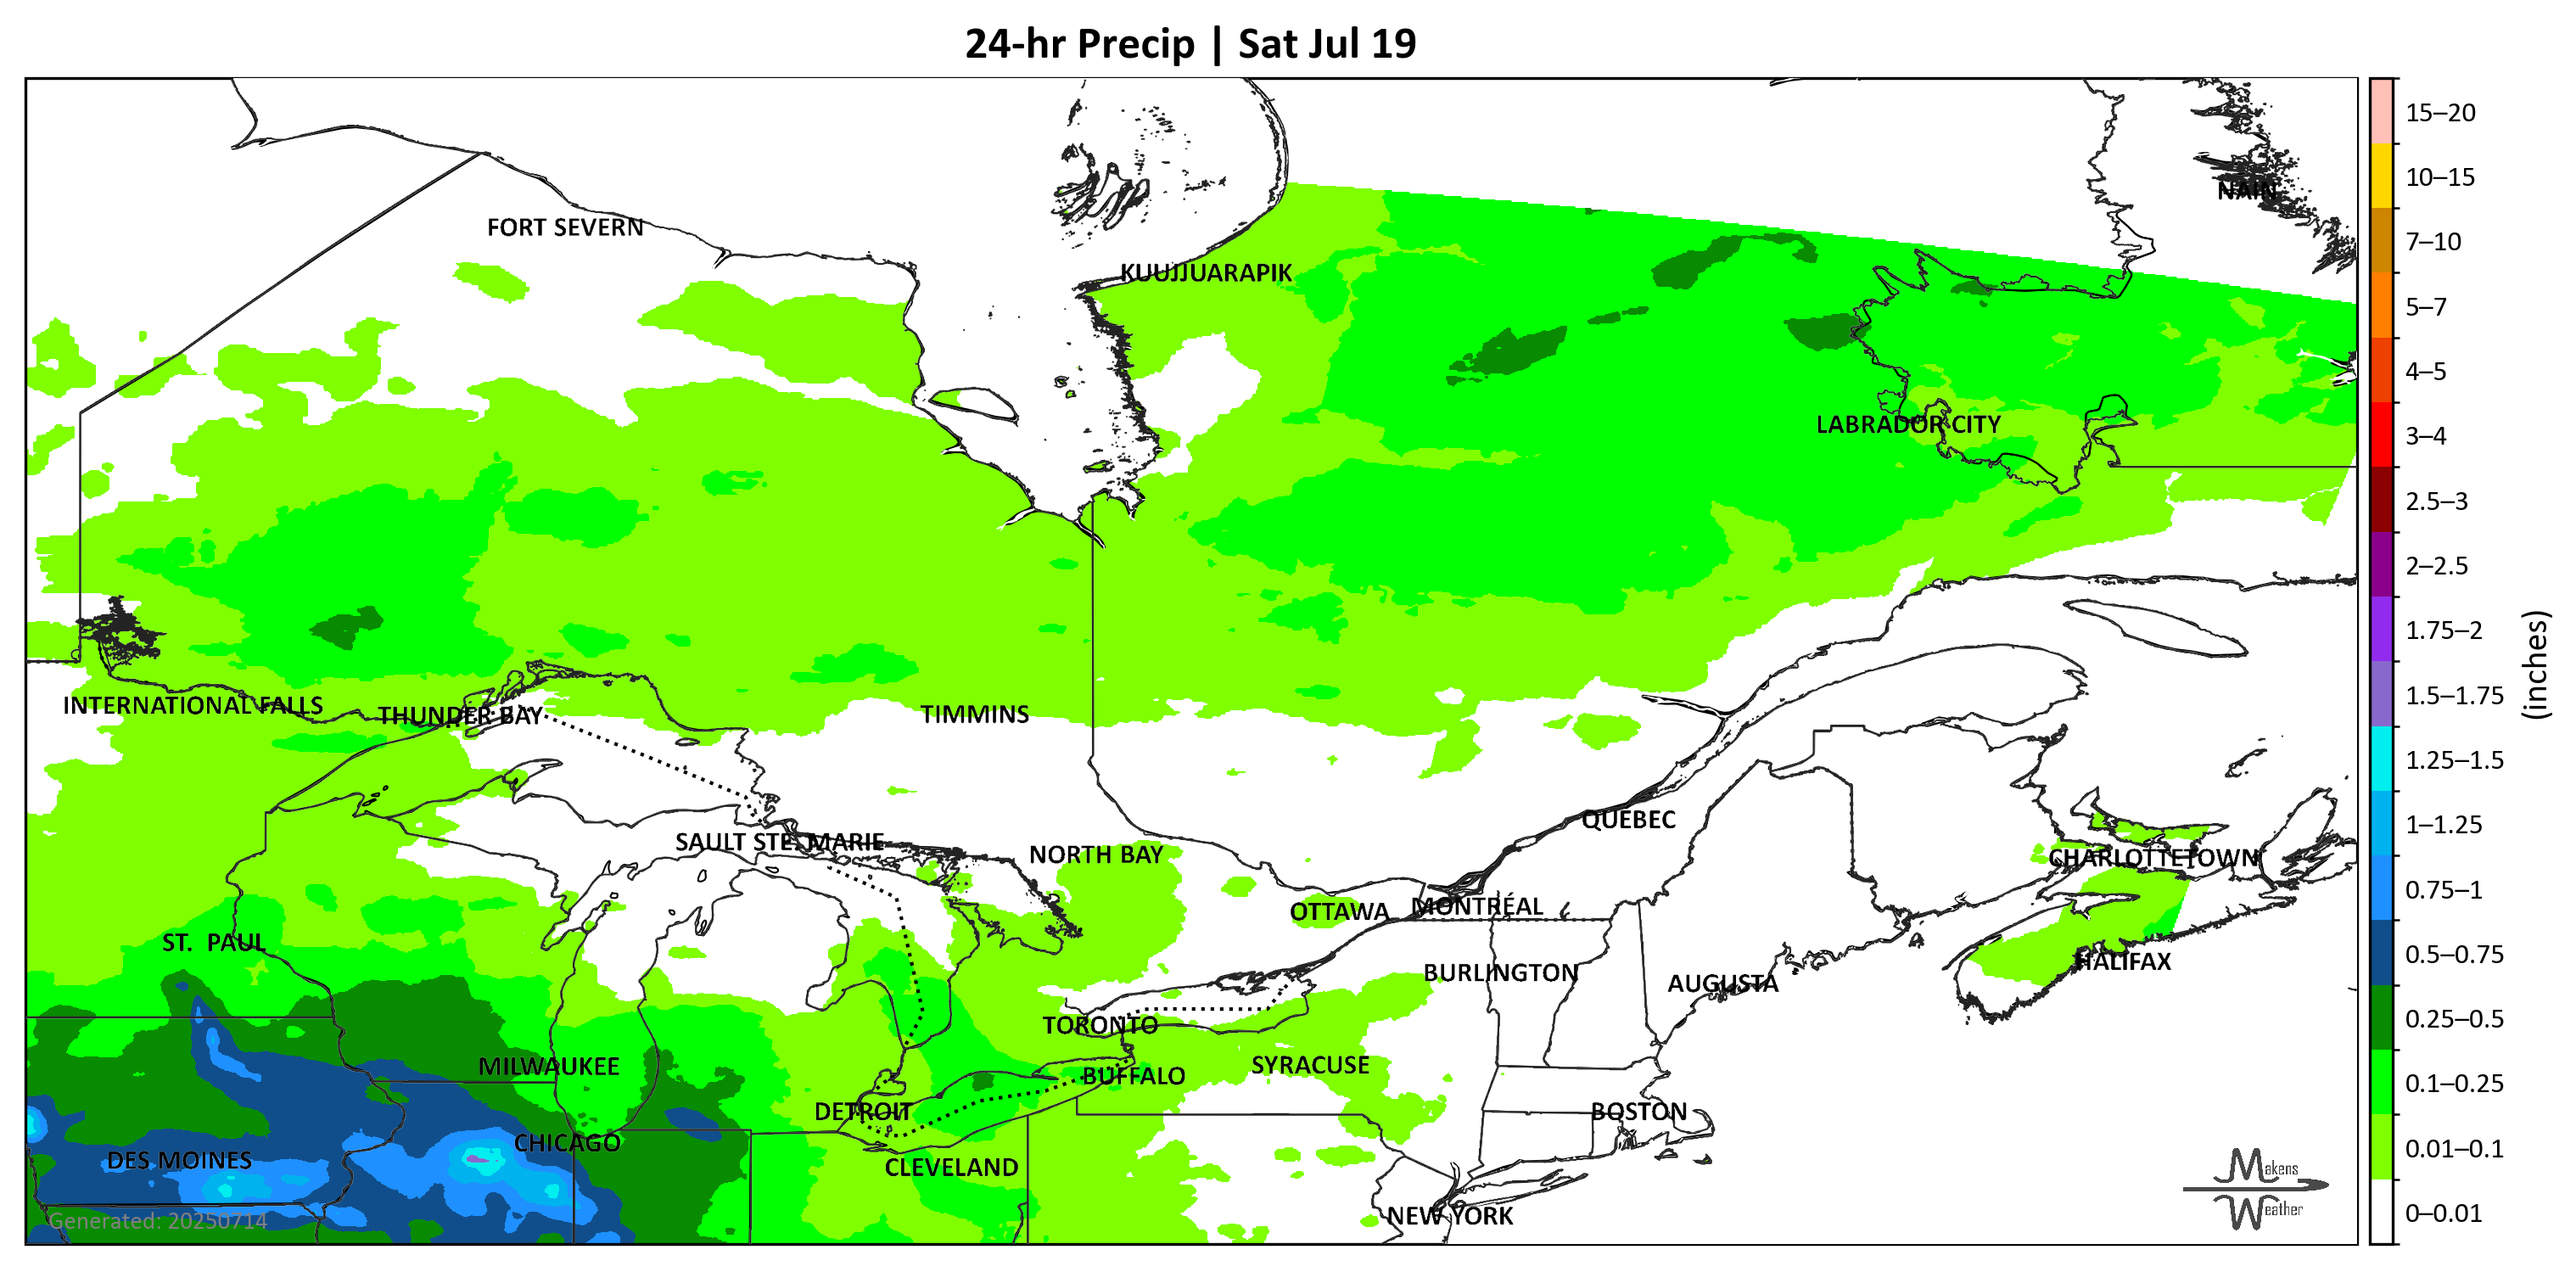 24-hr Precip | Sat Jul 19
FORT SEVERN
NAIN
KUUJJUARAPIK
LABRADOR CITY
INTERNATIONAL FALLS
THUNDER BAY
TIMMINS
QUEBEC
SAULT STE. MARIE
NORTH BAY
CHARLOTTETOWN
OTTAWA
MONTRÉAL
ST. PAUL
HALIFAX
BURLINGTON
AUGUSTA
TORONTO
MILWAUKEE
SYRACUSE
BUFFALO
DETROIT
BOSTON
CHICAGO
DES MOINES
CLEVELAND
NEW YORK
Generated: 20250714
Makens
Weather
15–20
10–15
7–10
5–7
4–5
3–4
2.5–3
2–2.5
1.75–2
1.5–1.75
1.25–1.5
1–1.25
0.75–1
0.5–0.75
0.25–0.5
0.1–0.25
0.01–0.1
0–0.01
(inches)